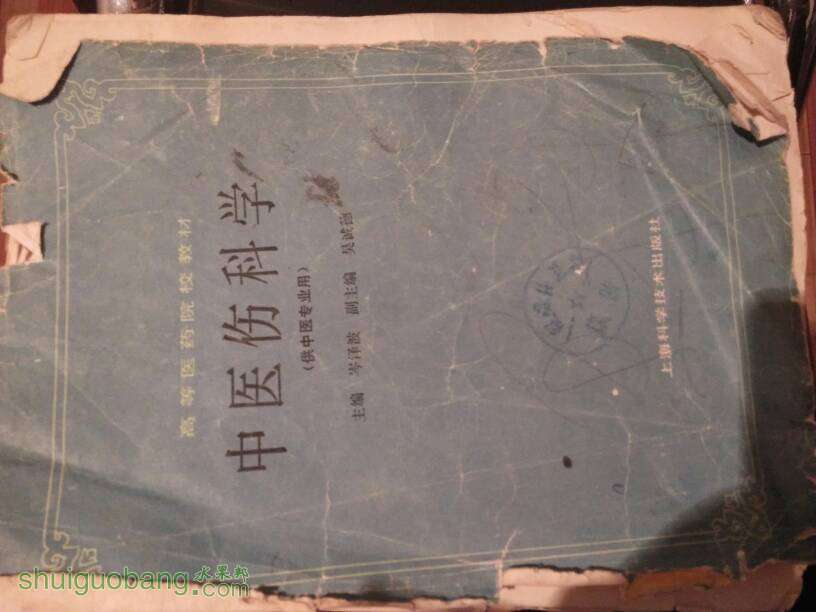 高等医药院校教材
中医伤科学
（供中医专业用）
主编 岑泽波 副主编 吴诚德
上海科学技术出版社
shuiguobang.水果邦